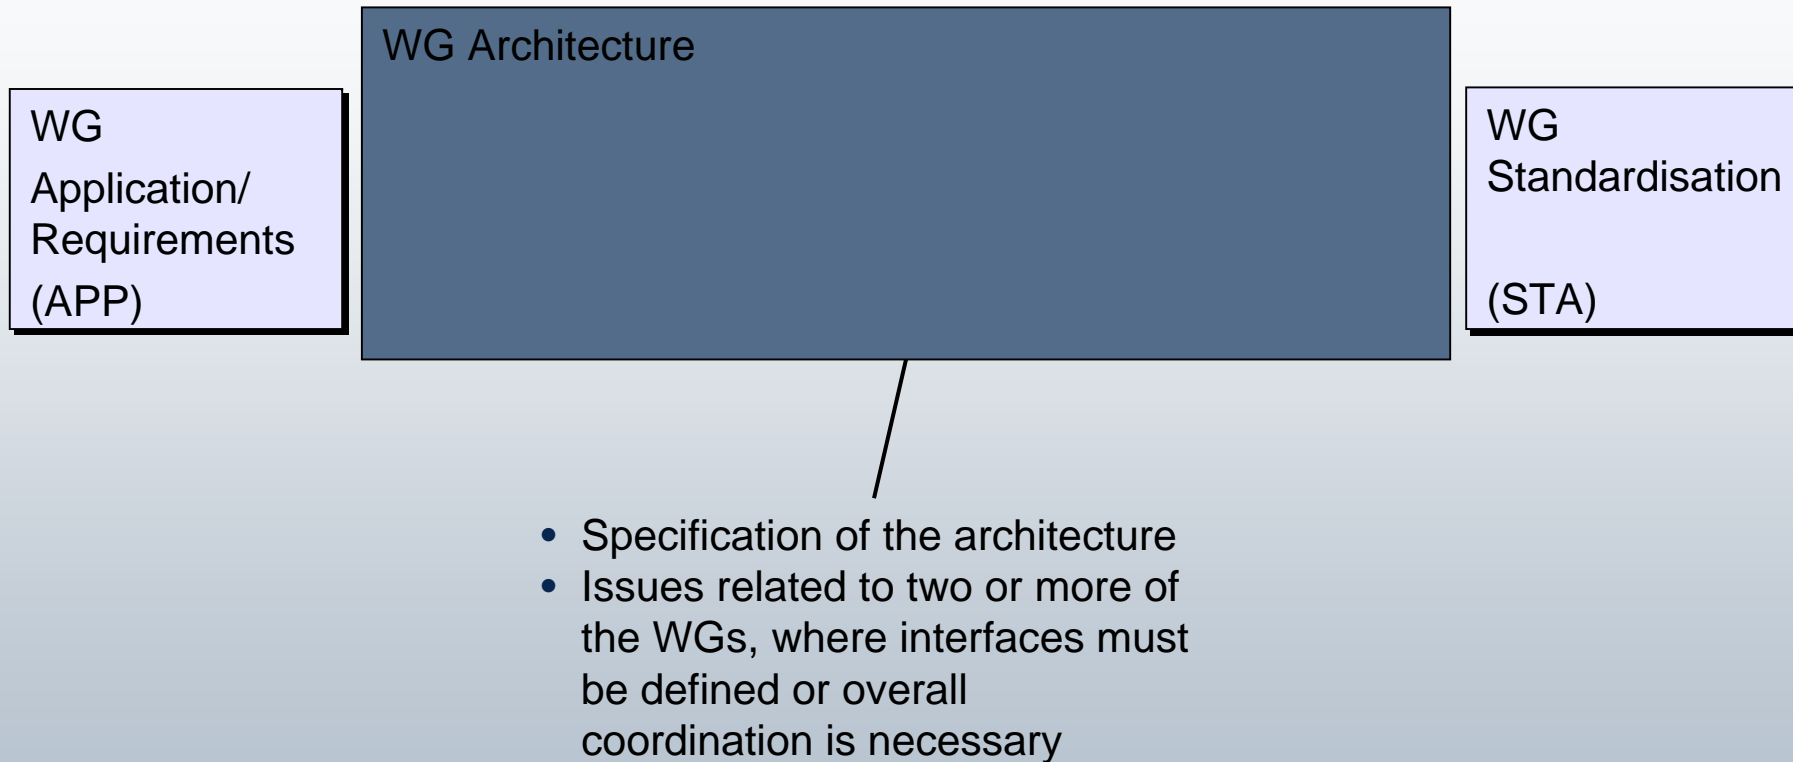 WG Architecture
WG
Application/
Requirements
(APP)
WG
Standardisation
(STA)
• Specification of the architecture
• Issues related to two or more of
the WGs, where interfaces must
be defined or overall
coordination is necessary